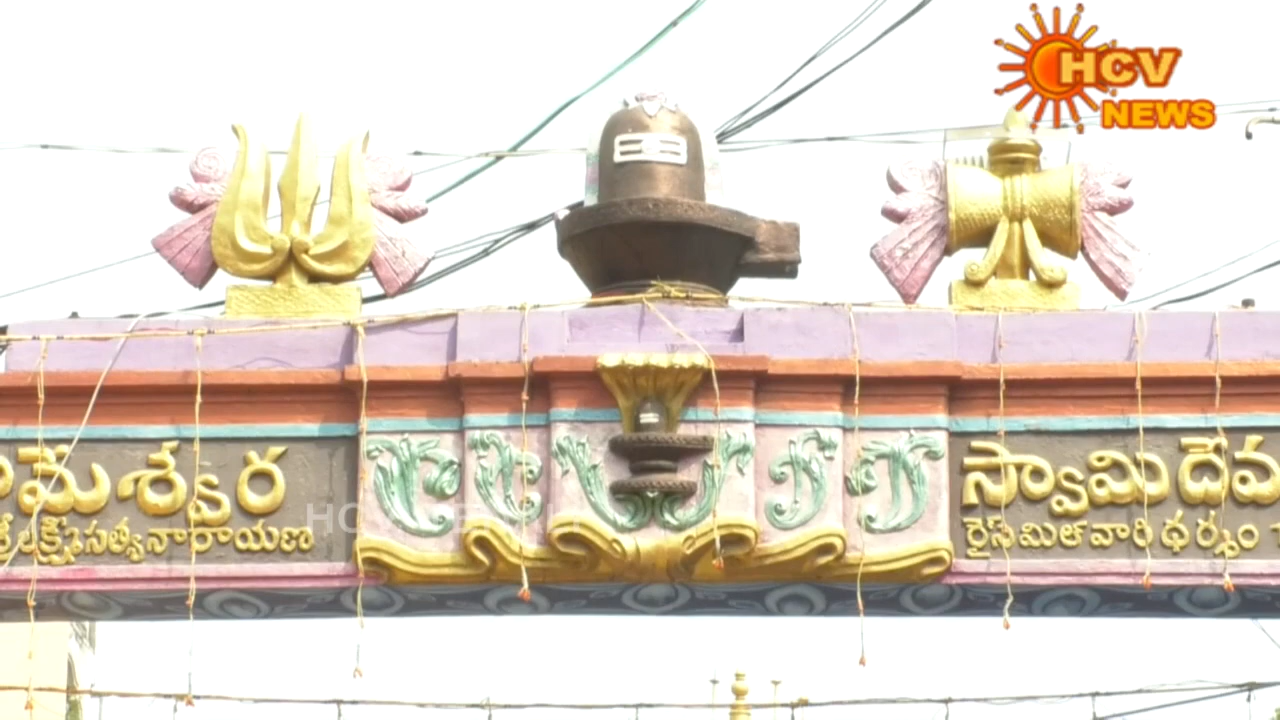 HCV
NEWS
మేశ్వర స్వామి దేవ
శ్రీ లక్ష్మీ సత్యనారాయణ రైస్ మిల్ వారి ధర్మం